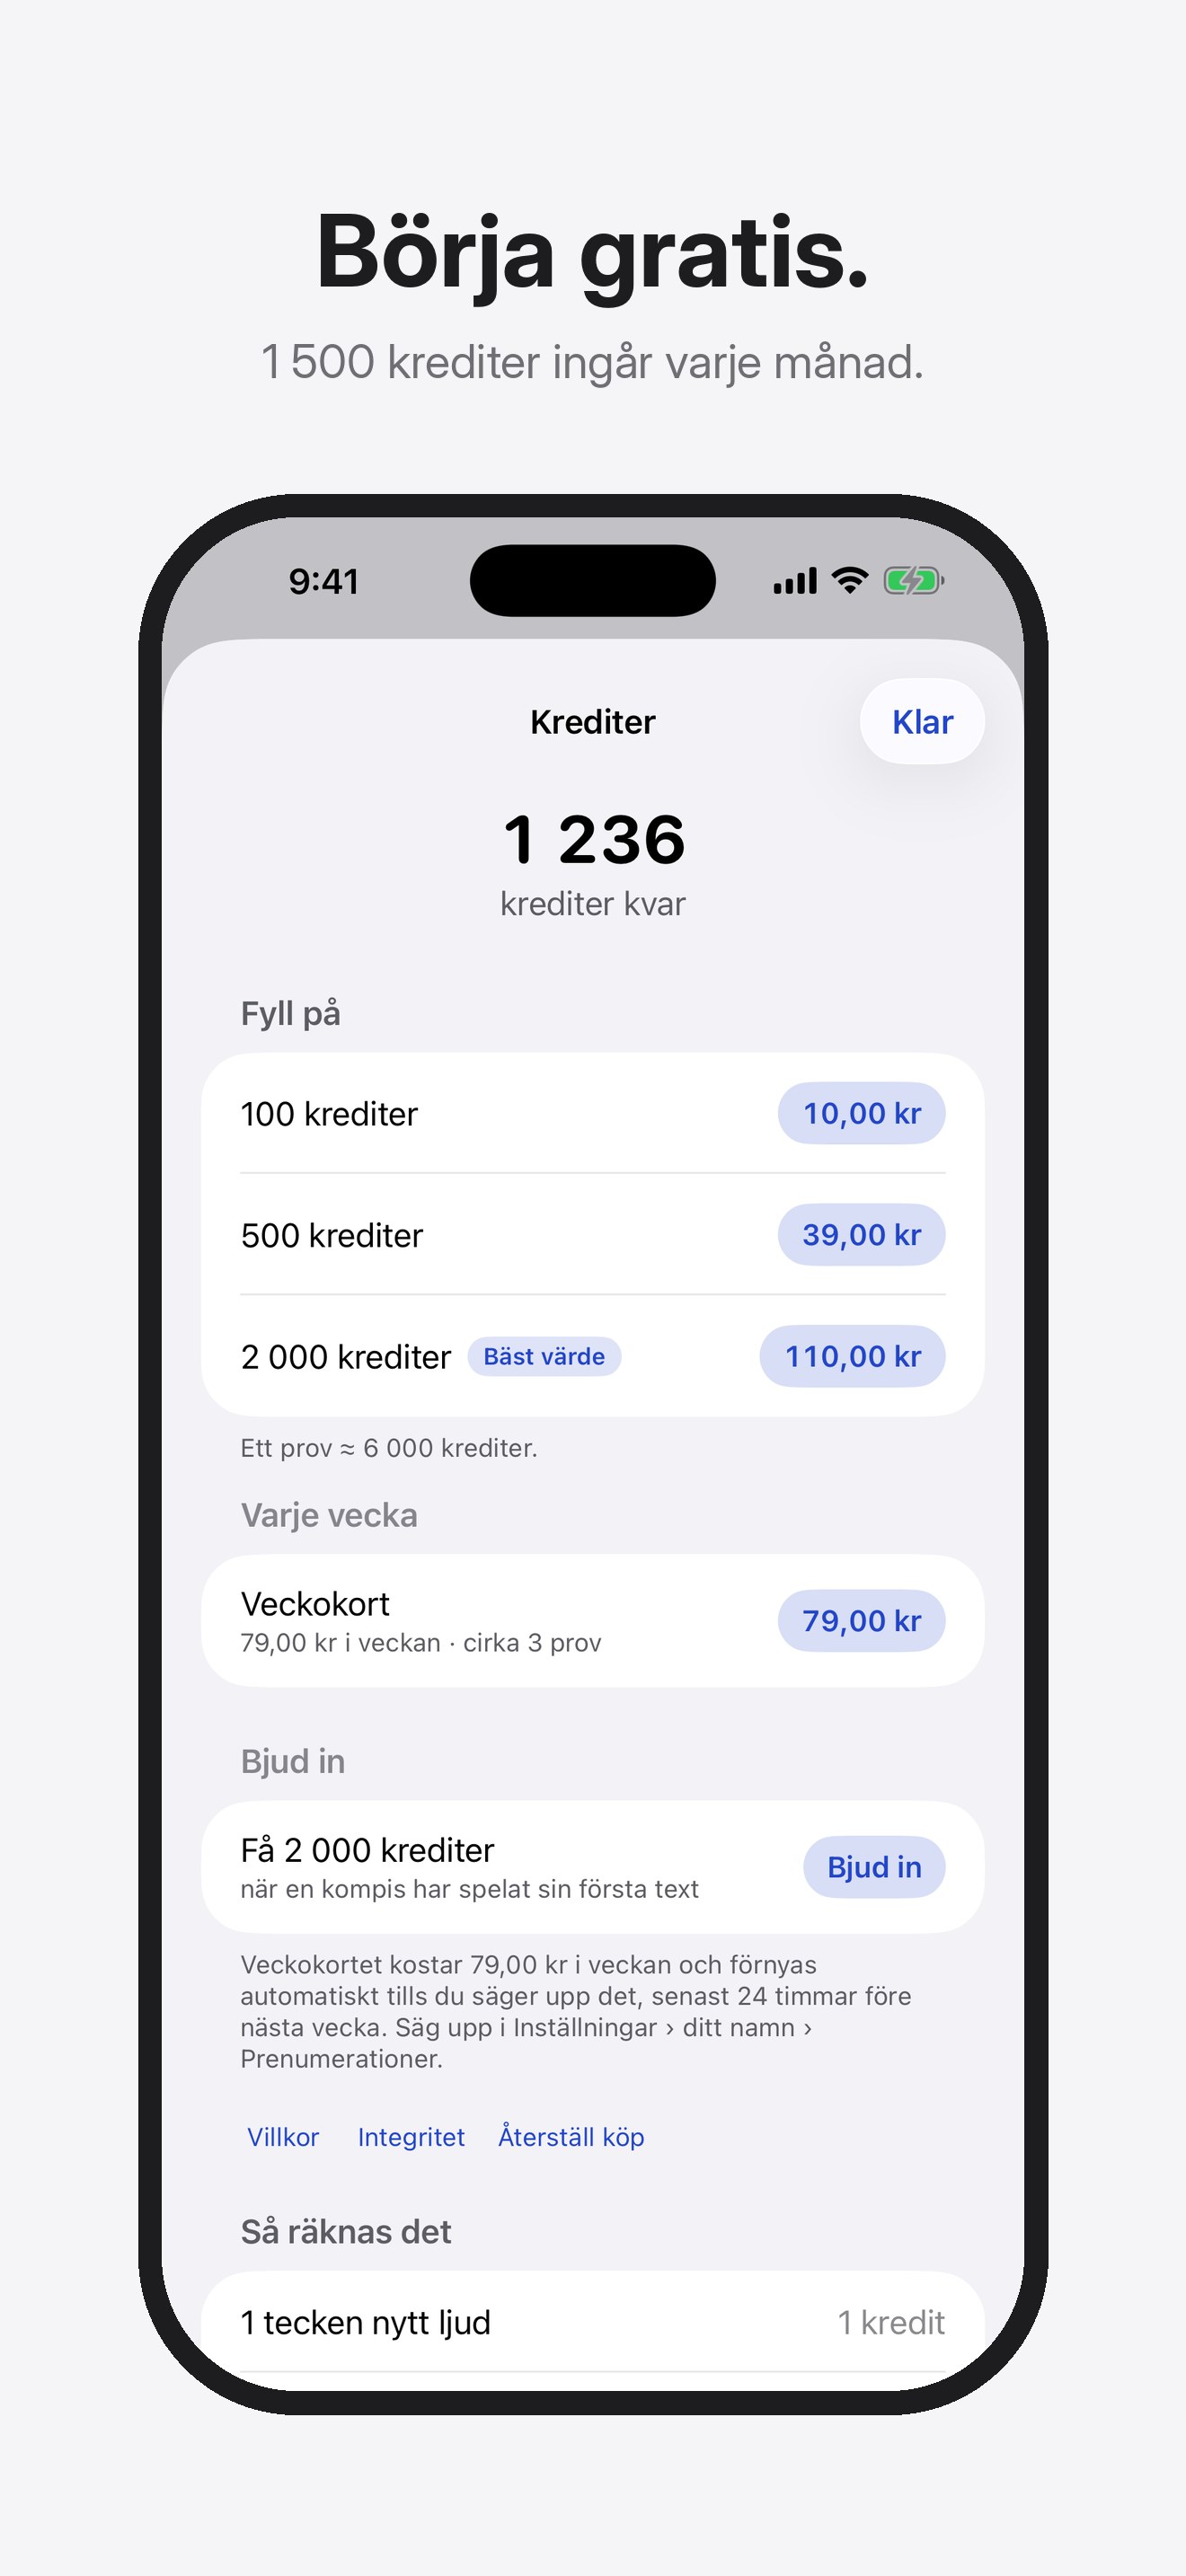 Börja gratis.
1 500 krediter ingår varje månad.
9:41
Krediter
Klar
1 236
krediter kvar
Fyll på
100 krediter
10,00 kr
500 krediter
39,00 kr
2 000 krediter
Bäst värde
110,00 kr
Ett prov ≈ 6 000 krediter.
Varje vecka
Veckokort
79,00 kr i veckan · cirka 3 prov
79,00 kr
Bjud in
Få 2 000 krediter
när en kompis har spelat sin första text
Bjud in
Veckokortet kostar 79,00 kr i veckan och förnyas
automatiskt tills du säger upp det, senast 24 timmar före
nästa vecka. Säg upp i Inställningar › ditt namn ›
Prenumerationer.
Villkor Integritet Återställ köp
Så räknas det
1 tecken nytt ljud
1 kredit